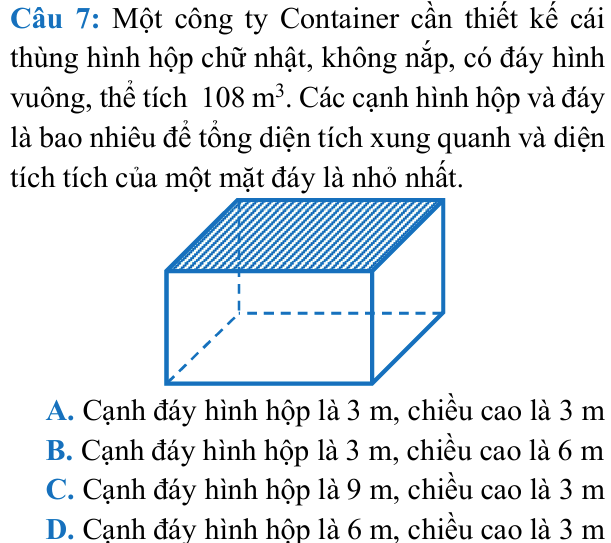 Câu 7: Một công ty Container cần thiết kế cái
thùng hình hộp chữ nhật, không nắp, có đáy hình
vuông, thể tích 108 m³. Các cạnh hình hộp và đáy
là bao nhiêu để tổng diện tích xung quanh và diện
tích tích của một mặt đáy là nhỏ nhất.
A. Cạnh đáy hình hộp là 3 m, chiều cao là 3 m
B. Cạnh đáy hình hộp là 3 m, chiều cao là 6 m
C. Cạnh đáy hình hộp là 9 m, chiều cao là 3 m
D. Cạnh đáy hình hộp là 6 m, chiều cao là 3 m